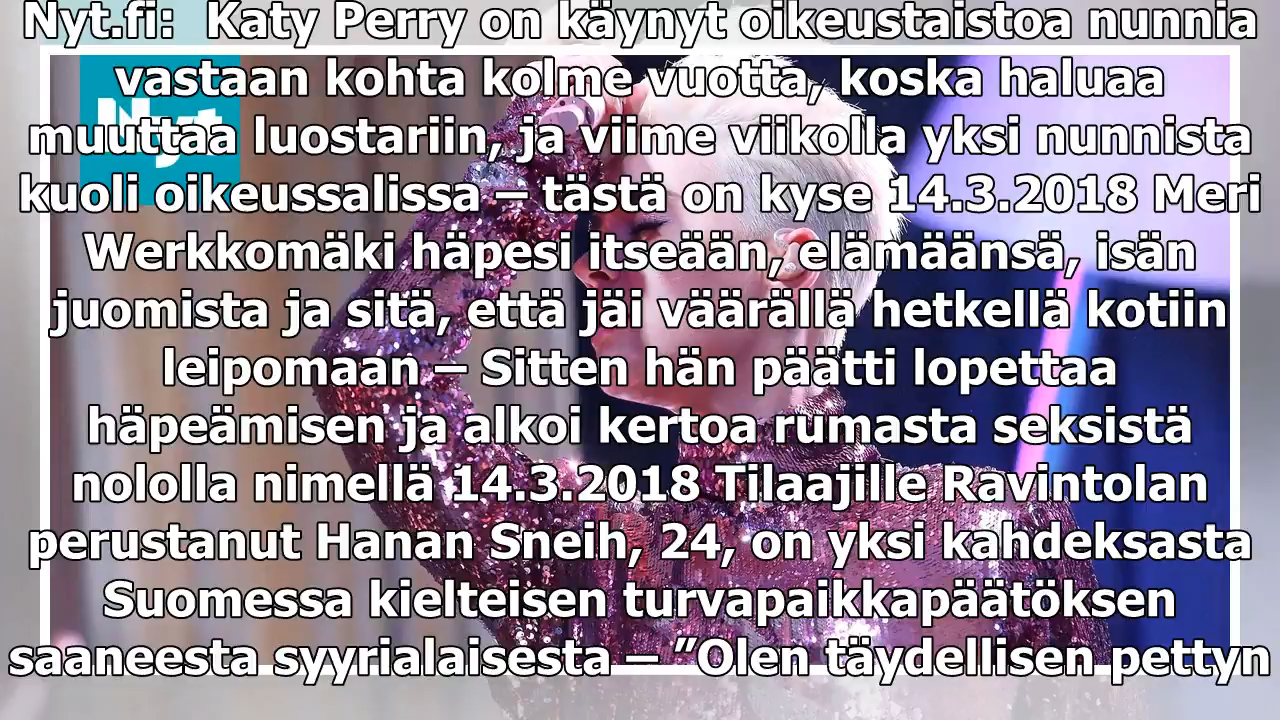 Nyt.fi: Katy Perry on käynyt oikeustaistoa nunnia
vastaan kohta kolme vuotta, koska haluaa
muuttaa luostariin, ja viime viikolla yksi nunnista
kuoli oikeussalissa – tästä on kyse 14.3.2018 Meri
Werkkomäki häpesi itseään, elämäänsä, isän
juomista ja sitä, että jäi väärällä hetkellä kotiin
leipomaan – Sitten hän päätti lopettaa
häpeämisen ja alkoi kertoa rumasta seksistä
nololla nimellä 14.3.2018 Tilaajille Ravintolan
perustanut Hanan Sneih, 24, on yksi kahdeksasta
Suomessa kielteisen turvapaikkapäätöksen
saaneesta syyrialaisesta – ”Olen täydellisen pettyn
Nyt